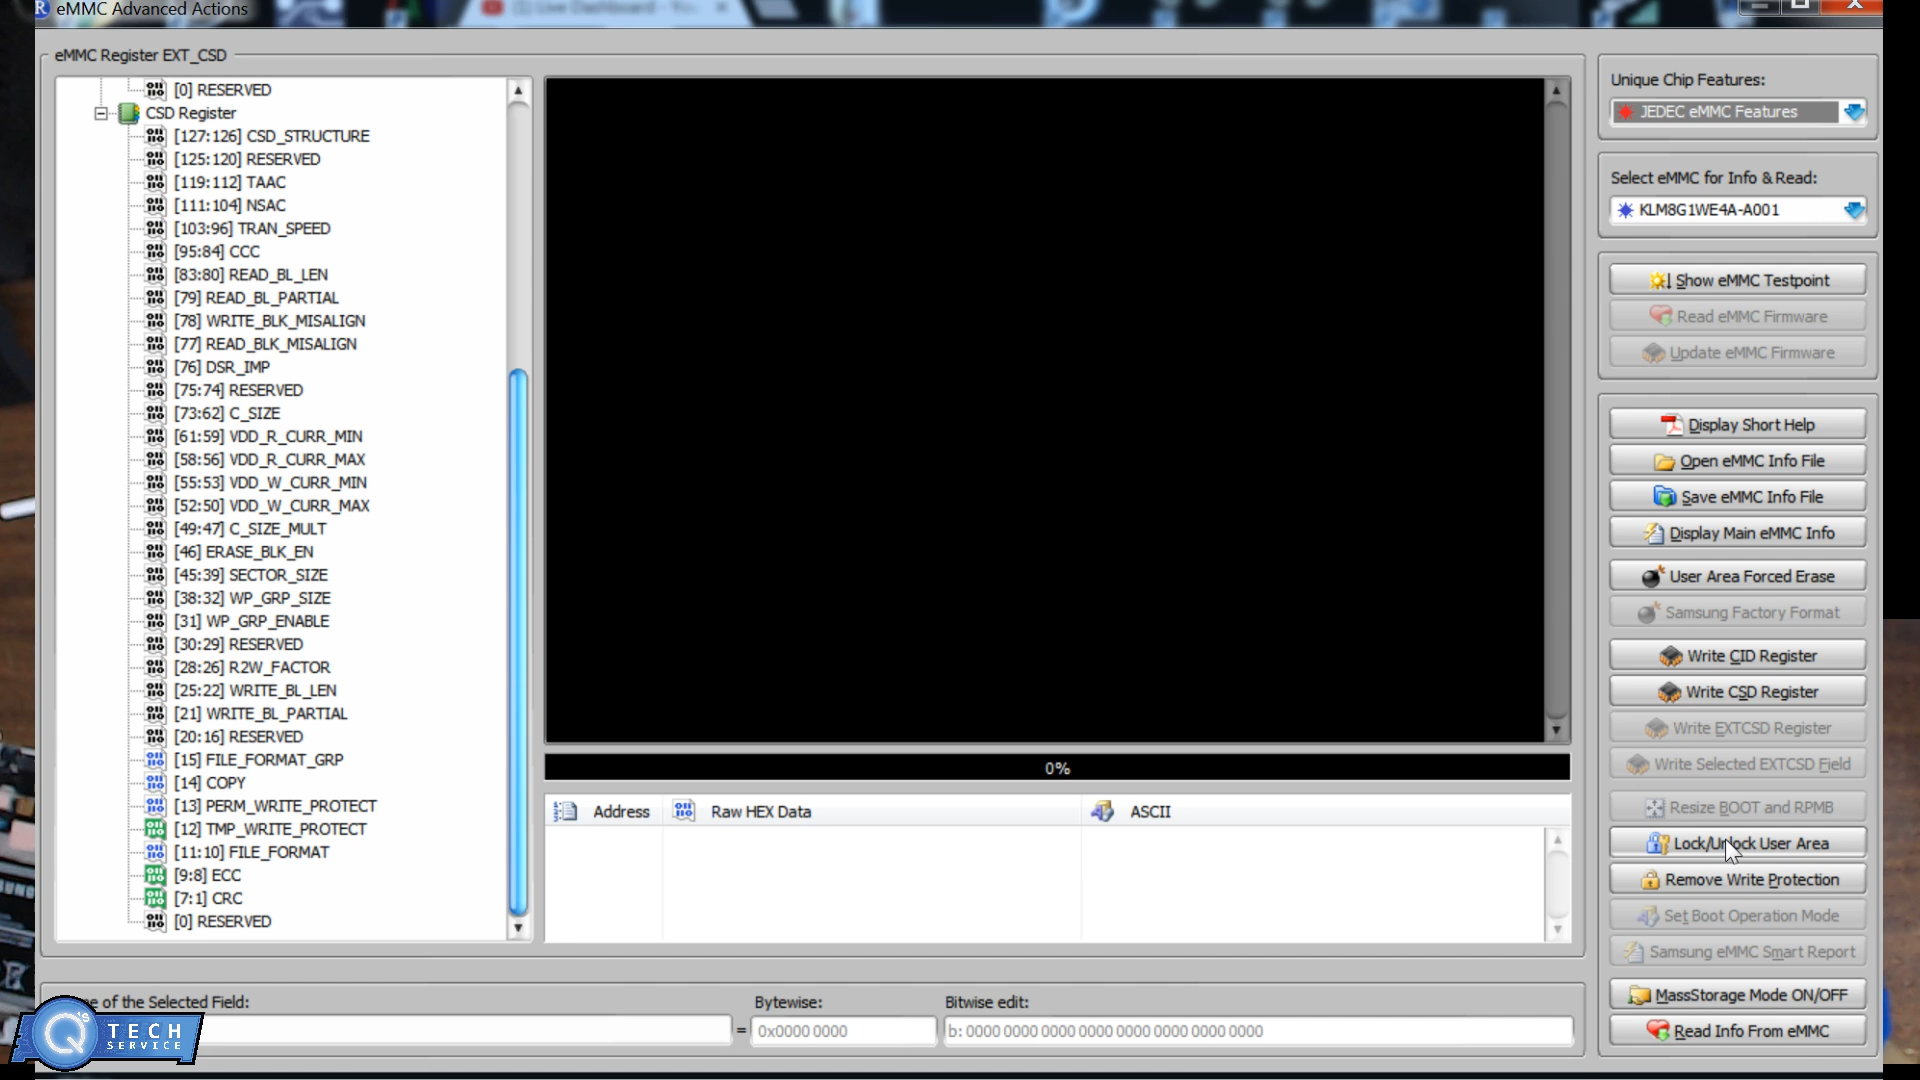 eMMC Advanced Actions
eMMC Register EXT_CSD
[0] RESERVED
CSD Register
[127:126] CSD_STRUCTURE
[125:120] RESERVED
[119:112] TAAC
[111:104] NSAC
[103:96] TRAN_SPEED
[95:84] CCC
[83:80] READ_BL_LEN
[79] READ_BL_PARTIAL
[78] WRITE_BLK_MISALIGN
[77] READ_BLK_MISALIGN
[76] DSR_IMP
[75:74] RESERVED
[73:62] C_SIZE
[61:59] VDD_R_CURR_MIN
[58:56] VDD_R_CURR_MAX
[55:53] VDD_W_CURR_MIN
[52:50] VDD_W_CURR_MAX
[49:47] C_SIZE_MULT
[46] ERASE_BLK_EN
[45:39] SECTOR_SIZE
[38:32] WP_GRP_SIZE
[31] WP_GRP_ENABLE
[30:29] RESERVED
[28:26] R2W_FACTOR
[25:22] WRITE_BL_LEN
[21] WRITE_BL_PARTIAL
[20:16] RESERVED
[15] FILE_FORMAT_GRP
[14] COPY
[13] PERM_WRITE_PROTECT
[12] TMP_WRITE_PROTECT
[11:10] FILE_FORMAT
[9:8] ECC
[7:1] CRC
[0] RESERVED
0%
Address Raw HEX Data ASCII
of the Selected Field:
Bytewise:
Bitwise edit:
= 0x0000 0000
b: 0000 0000 0000 0000 0000 0000 0000 0000
Unique Chip Features:
JEDEC eMMC Features
Select eMMC for Info & Read:
KLM8G1WE4A-A001
Show eMMC Testpoint
Read eMMC Firmware
Update eMMC Firmware
Display Short Help
Open eMMC Info File
Save eMMC Info File
Display Main eMMC Info
User Area Forced Erase
Samsung Factory Format
Write CID Register
Write CSD Register
Write EXTCSD Register
Write Selected EXTCSD Field
Resize BOOT and RPMB
Lock/Unlock User Area
Remove Write Protection
Set Boot Operation Mode
Samsung eMMC Smart Report
MassStorage Mode ON/OFF
Read Info From eMMC
Q's TECH
SERVICE